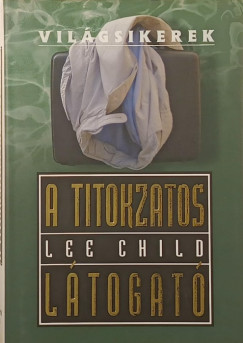 VILÁGSIKEREK
A TITOKZATOS
LEE CHILD
LÁTOGATÓ